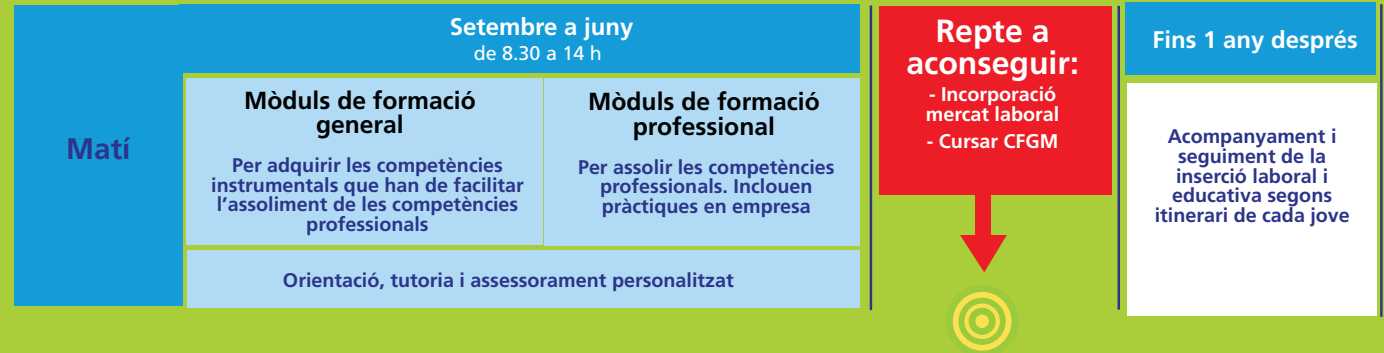 Matí
Setembre a juny
de 8.30 a 14 h
Mòduls de formació
general
Per adquirir les competències
instrumentals que han de facilitar
l'assoliment de les competències
professionals
Mòduls de formació
professional
Per assolir les competències
professionals. Inclouen
pràctiques en empresa
Orientació, tutoria i assessorament personalitzat
Repte a
aconseguir:
- Incorporació
mercat laboral
- Cursar CFGM
Fins 1 any després
Acompanyament i
seguiment de la
inserció laboral i
educativa segons
itinerari de cada jove